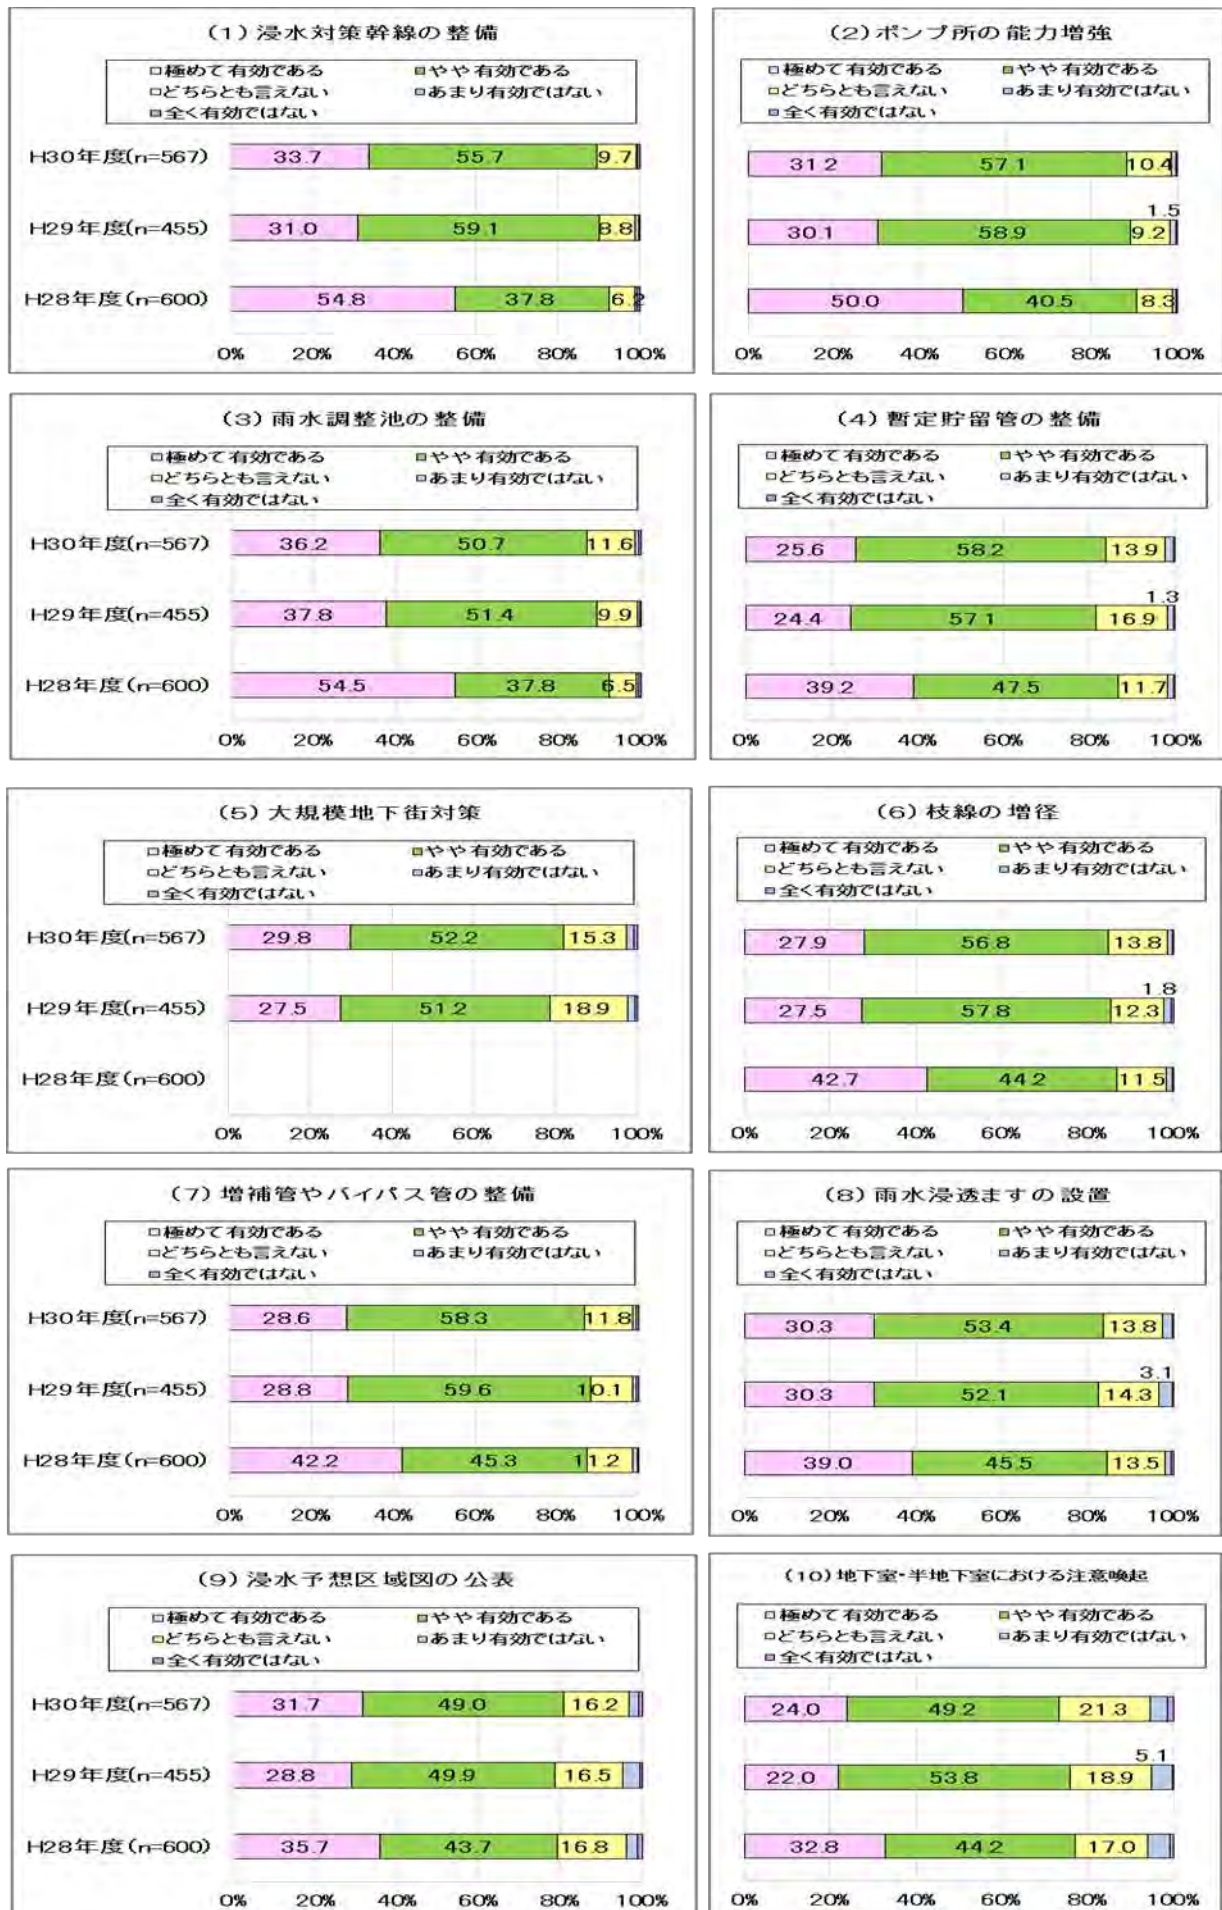 (1)浸水対策幹線の整備
□極めて有効である ■やや有効である
□どちらとも言えない □あまり有効ではない
■全く有効ではない
H30年度(n=567) 33.7 55.7 9.7
H29年度(n=455) 31.0 59.1 8.8
H28年度(n=600) 54.8 37.8 6.2
0% 20% 40% 60% 80% 100%
(2)ポンプ所の能力増強
□極めて有効である ■やや有効である
□どちらとも言えない □あまり有効ではない
■全く有効ではない
31.2 57.1 10.4
1.5
30.1 58.9 9.2
50.0 40.5 8.3
0% 20% 40% 60% 80% 100%
(3)雨水調整池の整備
□極めて有効である ■やや有効である
□どちらとも言えない □あまり有効ではない
■全く有効ではない
H30年度(n=567) 36.2 50.7 11.6
H29年度(n=455) 37.8 51.4 9.9
H28年度(n=600) 54.5 37.8 6.5
0% 20% 40% 60% 80% 100%
(4)暫定貯留管の整備
□極めて有効である ■やや有効である
□どちらとも言えない □あまり有効ではない
■全く有効ではない
25.6 58.2 13.9
1.3
24.4 57.1 16.9
39.2 47.5 11.7
0% 20% 40% 60% 80% 100%
(5)大規模地下街対策
□極めて有効である ■やや有効である
□どちらとも言えない □あまり有効ではない
■全く有効ではない
H30年度(n=567) 29.8 52.2 15.3
H29年度(n=455) 27.5 51.2 18.9
H28年度(n=600)
0% 20% 40% 60% 80% 100%
(6)枝線の増径
□極めて有効である ■やや有効である
□どちらとも言えない □あまり有効ではない
■全く有効ではない
27.9 56.8 13.8
1.8
27.5 57.8 12.3
42.7 44.2 11.5
0% 20% 40% 60% 80% 100%
(7)増補管やバイパス管の整備
□極めて有効である ■やや有効である
□どちらとも言えない □あまり有効ではない
■全く有効ではない
H30年度(n=567) 28.6 58.3 11.8
H29年度(n=455) 28.8 59.6 10.1
H28年度(n=600) 42.2 45.3 11.2
0% 20% 40% 60% 80% 100%
(8)雨水浸透ますの設置
□極めて有効である ■やや有効である
□どちらとも言えない □あまり有効ではない
■全く有効ではない
30.3 53.4 13.8
3.1
30.3 52.1 14.3
39.0 45.5 13.5
0% 20% 40% 60% 80% 100%
(9)浸水予想区域図の公表
□極めて有効である ■やや有効である
□どちらとも言えない □あまり有効ではない
■全く有効ではない
H30年度(n=567) 31.7 49.0 16.2
H29年度(n=455) 28.8 49.9 16.5
H28年度(n=600) 35.7 43.7 16.8
0% 20% 40% 60% 80% 100%
(10)地下室・半地下室における注意喚起
□極めて有効である ■やや有効である
□どちらとも言えない □あまり有効ではない
■全く有効ではない
24.0 49.2 21.3
5.1
22.0 53.8 18.9
32.8 44.2 17.0
0% 20% 40% 60% 80% 100%